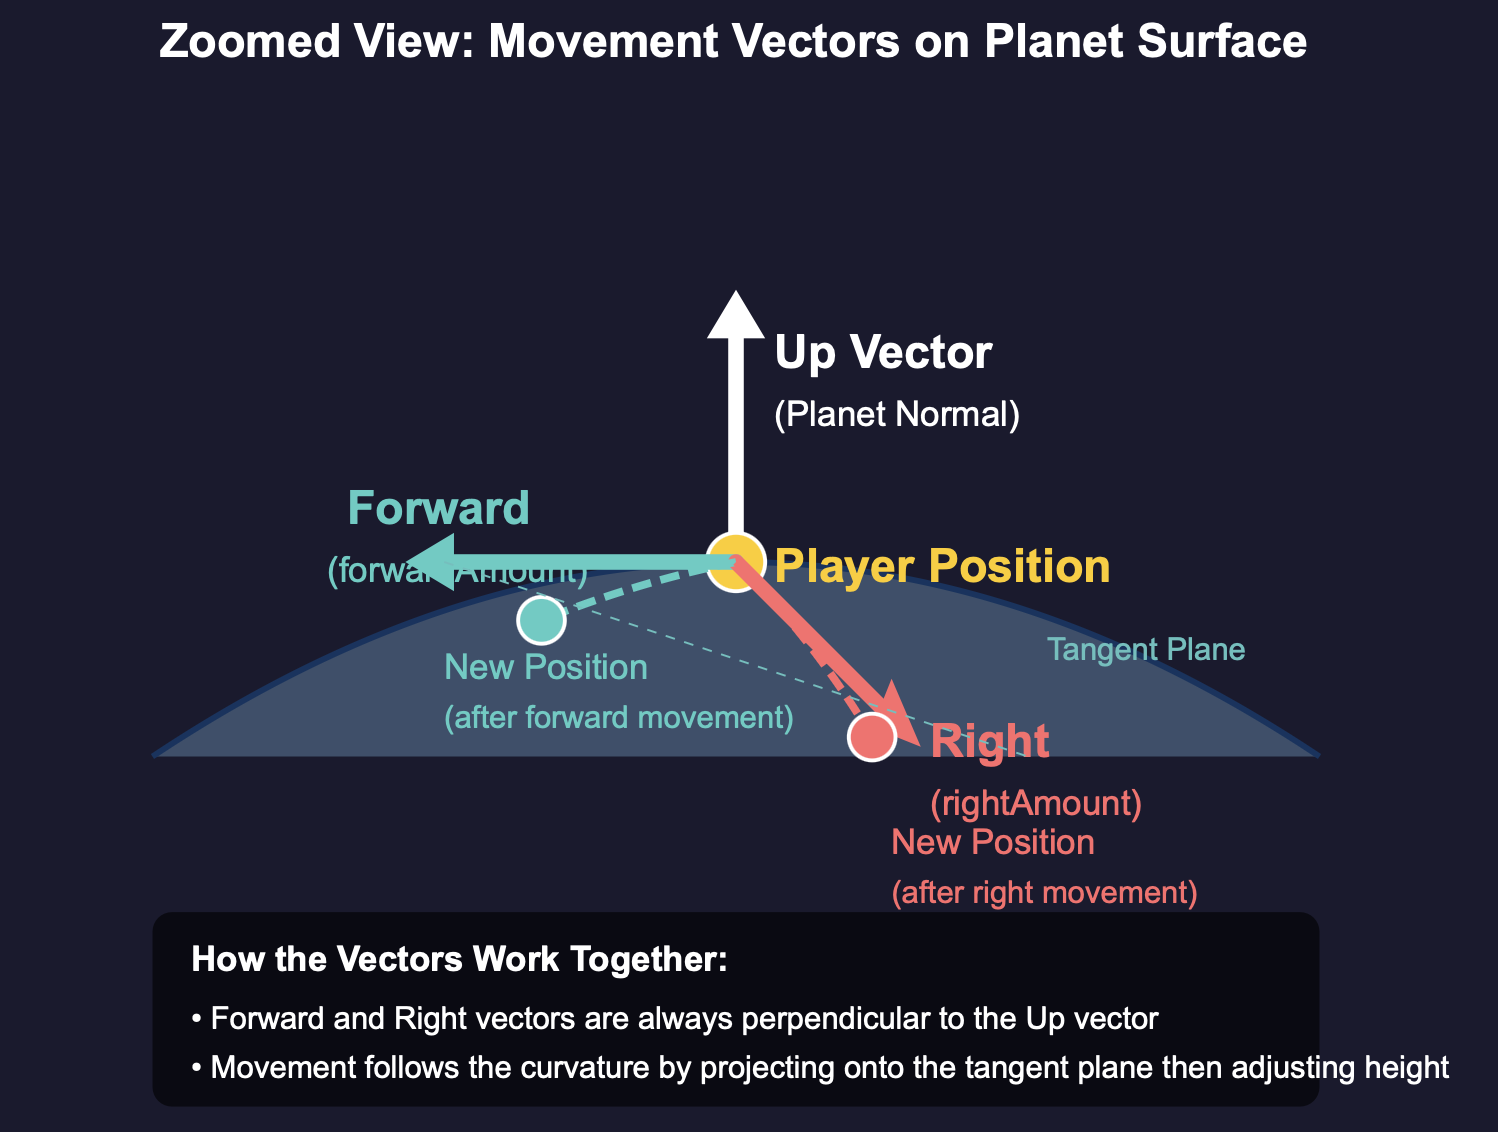 Zoomed View: Movement Vectors on Planet Surface
Up Vector
(Planet Normal)
Forward
(forwardAmount)
Player Position
Tangent Plane
New Position
(after forward movement)
Right
(rightAmount)
New Position
(after right movement)
How the Vectors Work Together:
• Forward and Right vectors are always perpendicular to the Up vector
• Movement follows the curvature by projecting onto the tangent plane then adjusting height